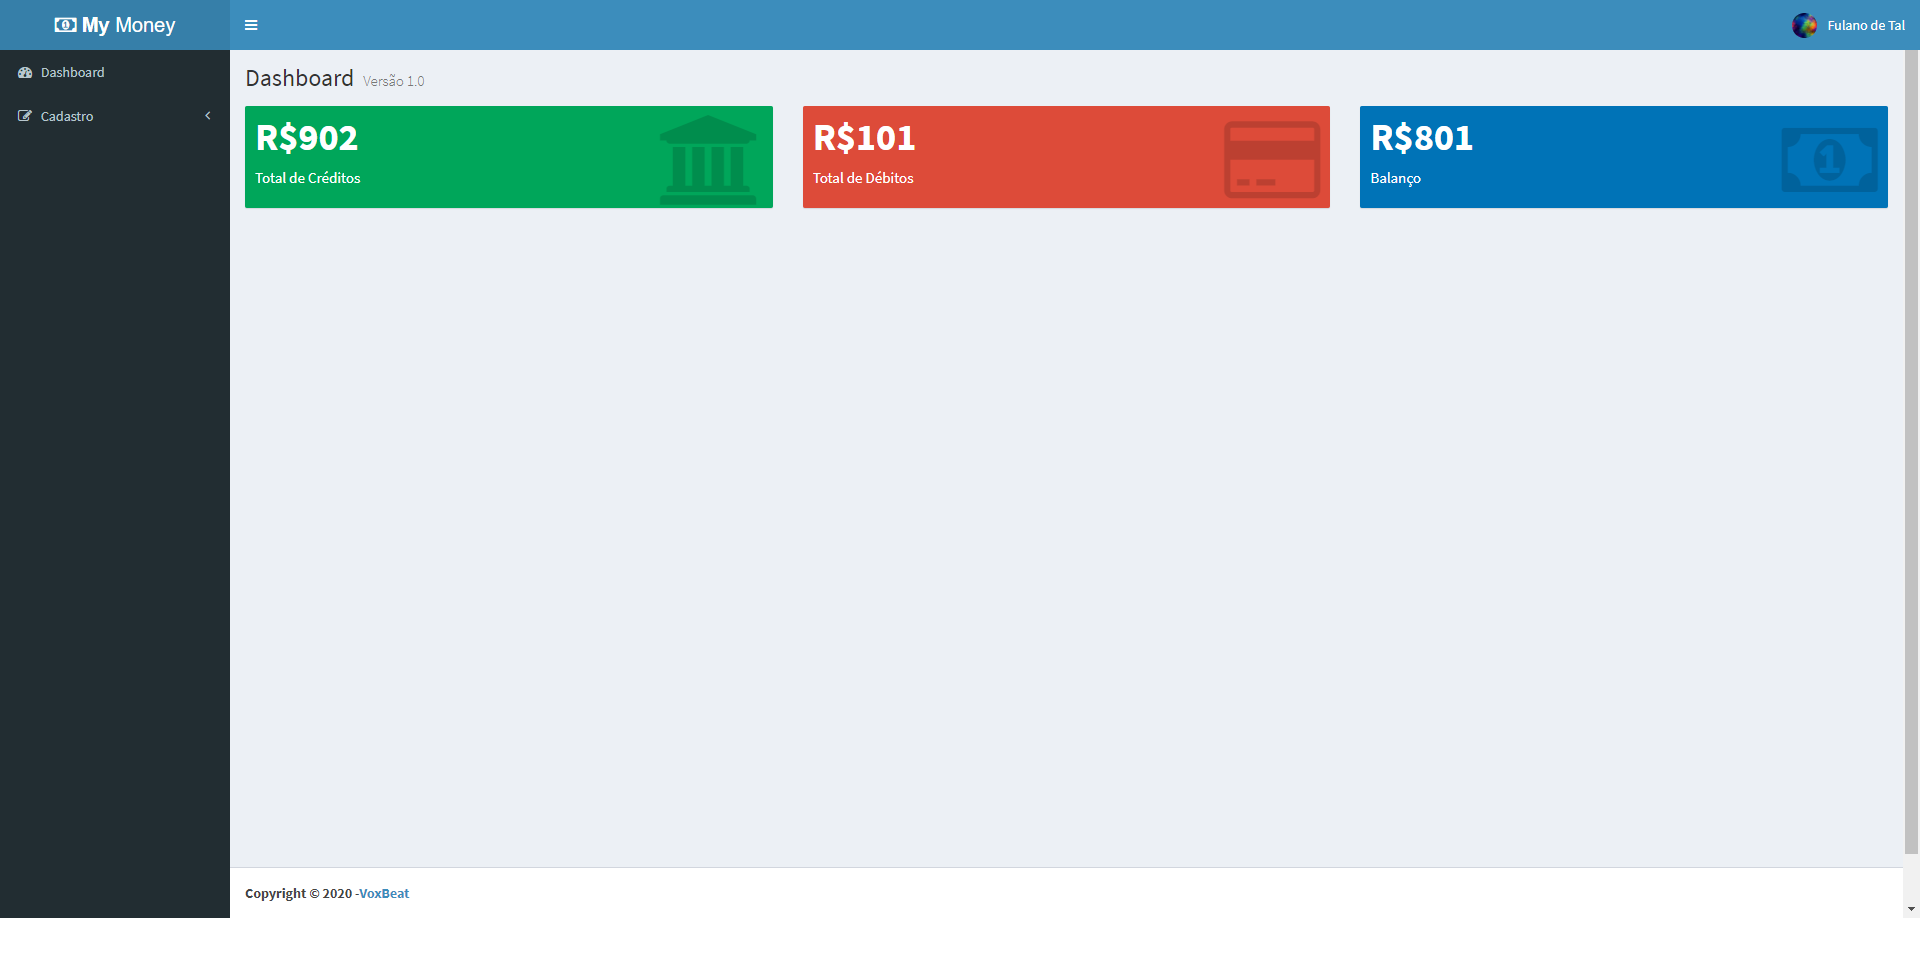 My Money
Fulano de Tal
Dashboard
Cadastro
Dashboard Versão 1.0
R$902
Total de Créditos
R$101
Total de Débitos
R$801
Balanço
Copyright © 2020 -VoxBeat